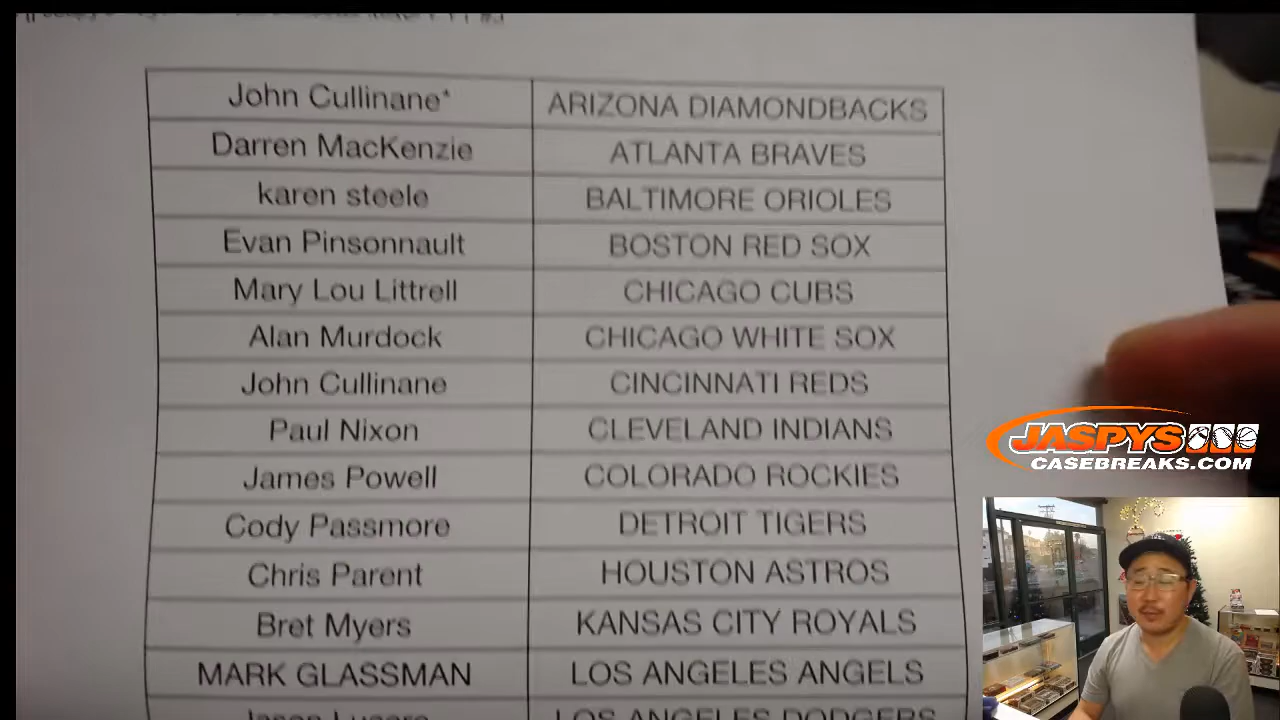 John Cullinane* ARIZONA DIAMONDBACKS
Darren MacKenzie ATLANTA BRAVES
karen steele BALTIMORE ORIOLES
Evan Pinsonnault BOSTON RED SOX
Mary Lou Littrell CHICAGO CUBS
Alan Murdock CHICAGO WHITE SOX
John Cullinane CINCINNATI REDS
Paul Nixon CLEVELAND INDIANS
James Powell COLORADO ROCKIES
Cody Passmore DETROIT TIGERS
Chris Parent HOUSTON ASTROS
Bret Myers KANSAS CITY ROYALS
MARK GLASSMAN LOS ANGELES ANGELS
LOS ANGELES DODGERS
JASPYS
CASEBREAKS.COM